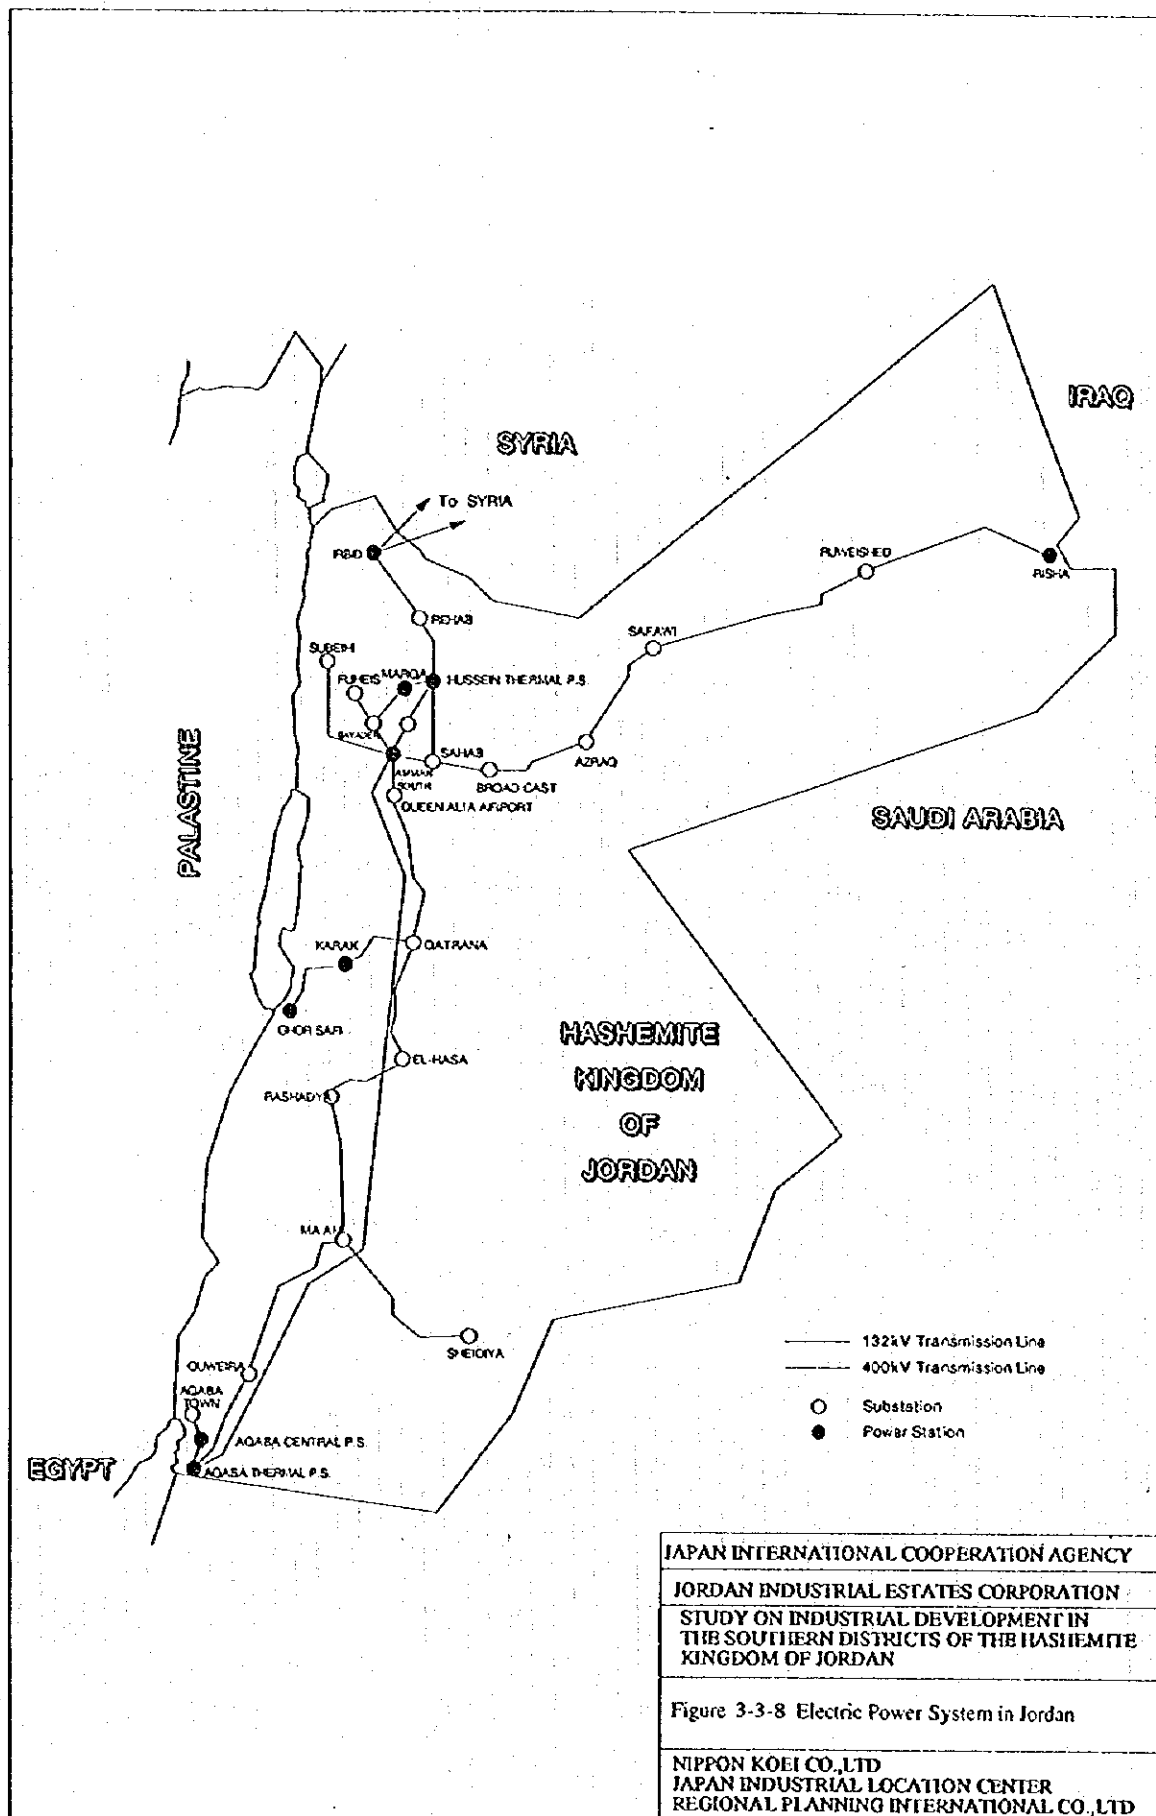 IRAQ
SYRIA
To SYRIA
IRBID
RUWEISHED
RISHA
REHAB
SUBEIHI
SAFAWI
FUHEIS
MARQA
HUSSEIN THERMAL P.S.
BAYADER
SAHAB
AZRAQ
AMMAN
SOUTH
BROAD CAST
QUEEN ALIA AIRPORT
PALASTINE
SAUDI ARABIA
KARAK
QATRANA
GHOR SAFI
HASHEMITE
KINGDOM
OF
JORDAN
EL-HASA
RASHADYA
MA'AN
SHEIDIYA
132kV Transmission Line
400kV Transmission Line
Substation
Power Station
QUWEIRA
AQABA
TOWN
AQABA CENTRAL P.S.
EGYPT
AQABA THERMAL P.S.
JAPAN INTERNATIONAL COOPERATION AGENCY
JORDAN INDUSTRIAL ESTATES CORPORATION
STUDY ON INDUSTRIAL DEVELOPMENT IN
THE SOUTHERN DISTRICTS OF THE HASHEMITE
KINGDOM OF JORDAN
Figure 3-3-8 Electric Power System in Jordan
NIPPON KOEI CO.,LTD
JAPAN INDUSTRIAL LOCATION CENTER
REGIONAL PLANNING INTERNATIONAL CO.,LTD